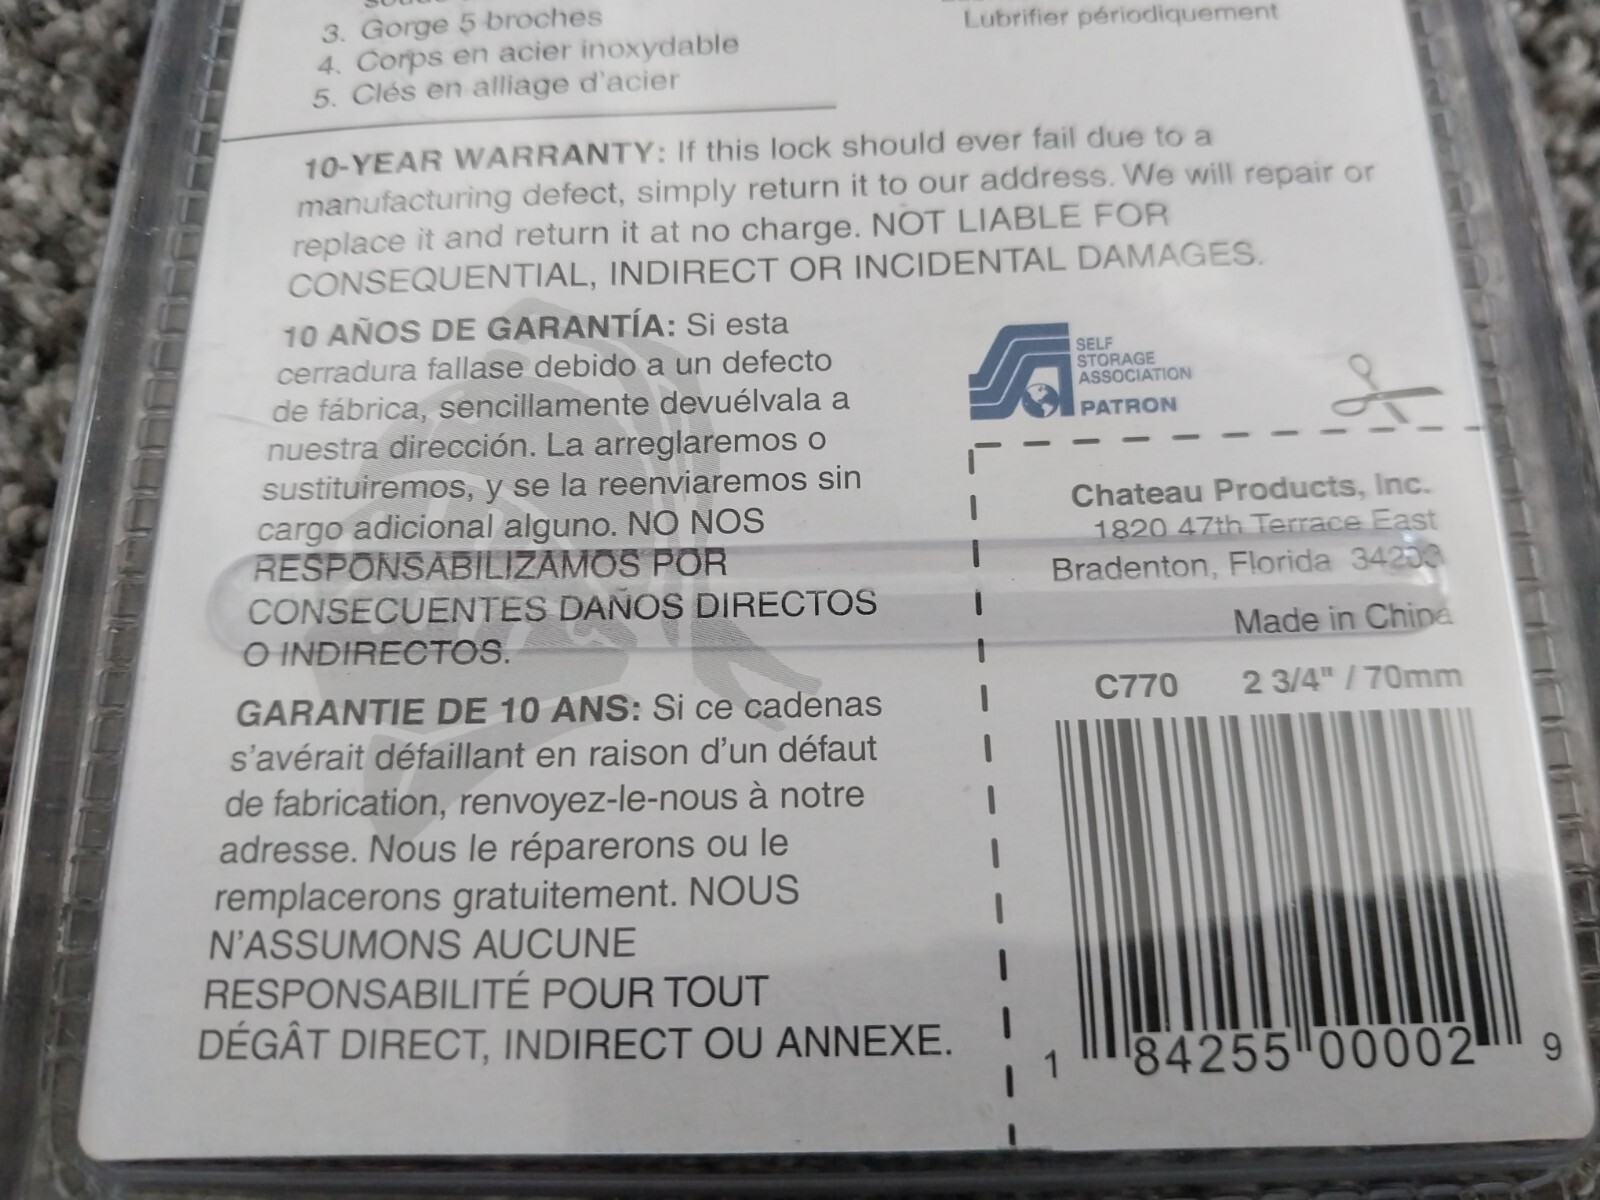 3. Gorge 5 broches
4. Corps en acier inoxydable
5. Clés en alliage d'acier
Lubrifier périodiquement
10-YEAR WARRANTY: If this lock should ever fail due to a
manufacturing defect, simply return it to our address. We will repair or
replace it and return it at no charge. NOT LIABLE FOR
CONSEQUENTIAL, INDIRECT OR INCIDENTAL DAMAGES.
10 AÑOS DE GARANTÍA: Si esta
cerradura fallase debido a un defecto
de fábrica, sencillamente devuélvala a
nuestra dirección. La arreglaremos o
sustituiremos, y se la reenviaremos sin
cargo adicional alguno. NO NOS
RESPONSABILIZAMOS POR
CONSECUENTES DAÑOS DIRECTOS
O INDIRECTOS.
GARANTIE DE 10 ANS: Si ce cadenas
s'avérait défaillant en raison d'un défaut
de fabrication, renvoyez-le-nous à notre
adresse. Nous le réparerons ou le
remplacerons gratuitement. NOUS
N'ASSUMONS AUCUNE
RESPONSABILITÉ POUR TOUT
DÉGÂT DIRECT, INDIRECT OU ANNEXE.
SELF
STORAGE
ASSOCIATION
PATRON
Chateau Products, Inc.
1820 47th Terrace East
Bradenton, Florida 34203
Made in China
C770 2 3/4" / 70mm
1 84255 00002 9